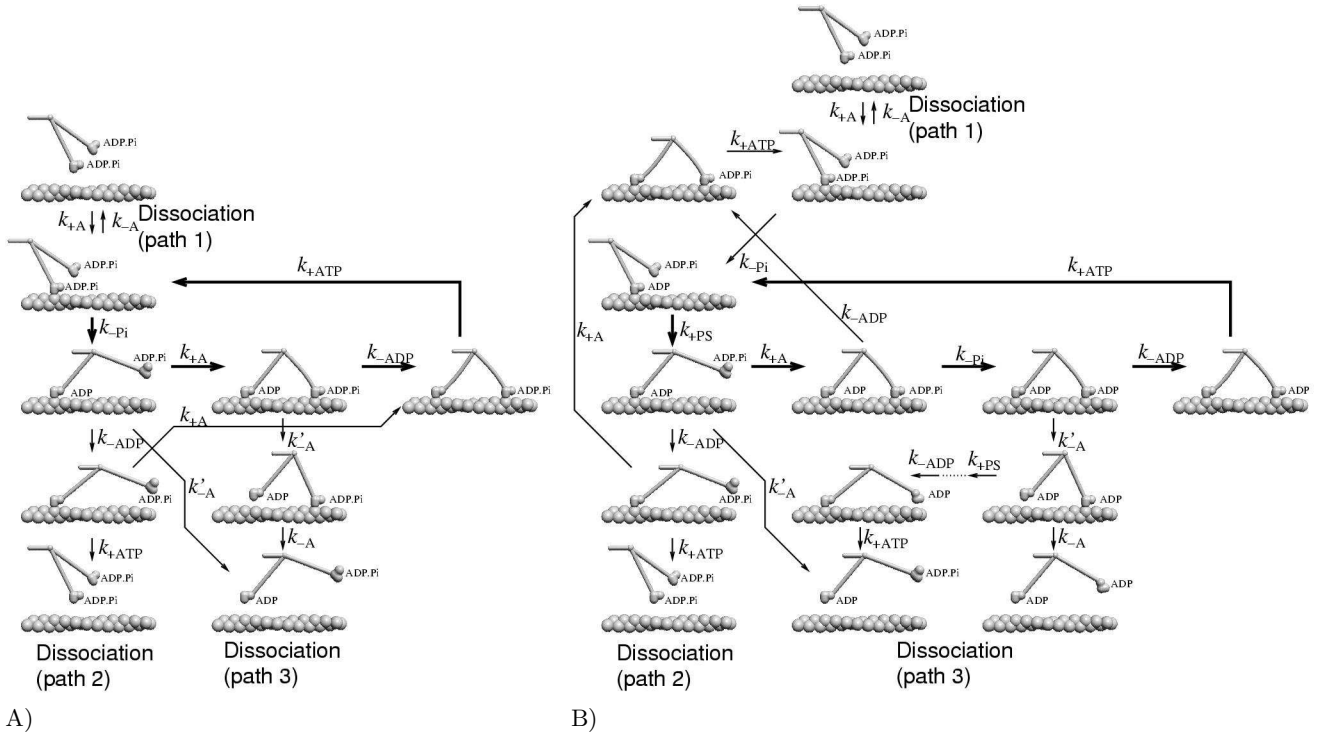 ADP.Pi
ADP.Pi
k+A
k−A
Dissociation
(path 1)
ADP.Pi
ADP.Pi
k+ATP
k−Pi
ADP.Pi
ADP
k+A
ADP
ADP.Pi
k−ADP
k+A
k−ADP
k'−A
k'−A
ADP.Pi
ADP
ADP.Pi
k+ATP
k−A
ADP.Pi
ADP.Pi
ADP.Pi
ADP
Dissociation
(path 2)
Dissociation
(path 3)
A)
ADP.Pi
ADP.Pi
k+A
k−A
Dissociation
(path 1)
k+ATP
ADP.Pi
ADP.Pi
ADP.Pi
k−Pi
ADP.Pi
ADP
k+ATP
k+A
k−ADP
k+PS
ADP.Pi
ADP
k+A
ADP
ADP.Pi
k−Pi
ADP
ADP
k−ADP
ADP
k−ADP
k'−A
k'−A
ADP.Pi
k−ADP
k+PS
ADP
ADP
ADP
k+ATP
k+ATP
k−A
ADP.Pi
ADP.Pi
ADP.Pi
ADP
ADP
ADP
Dissociation
(path 2)
Dissociation
(path 3)
B)